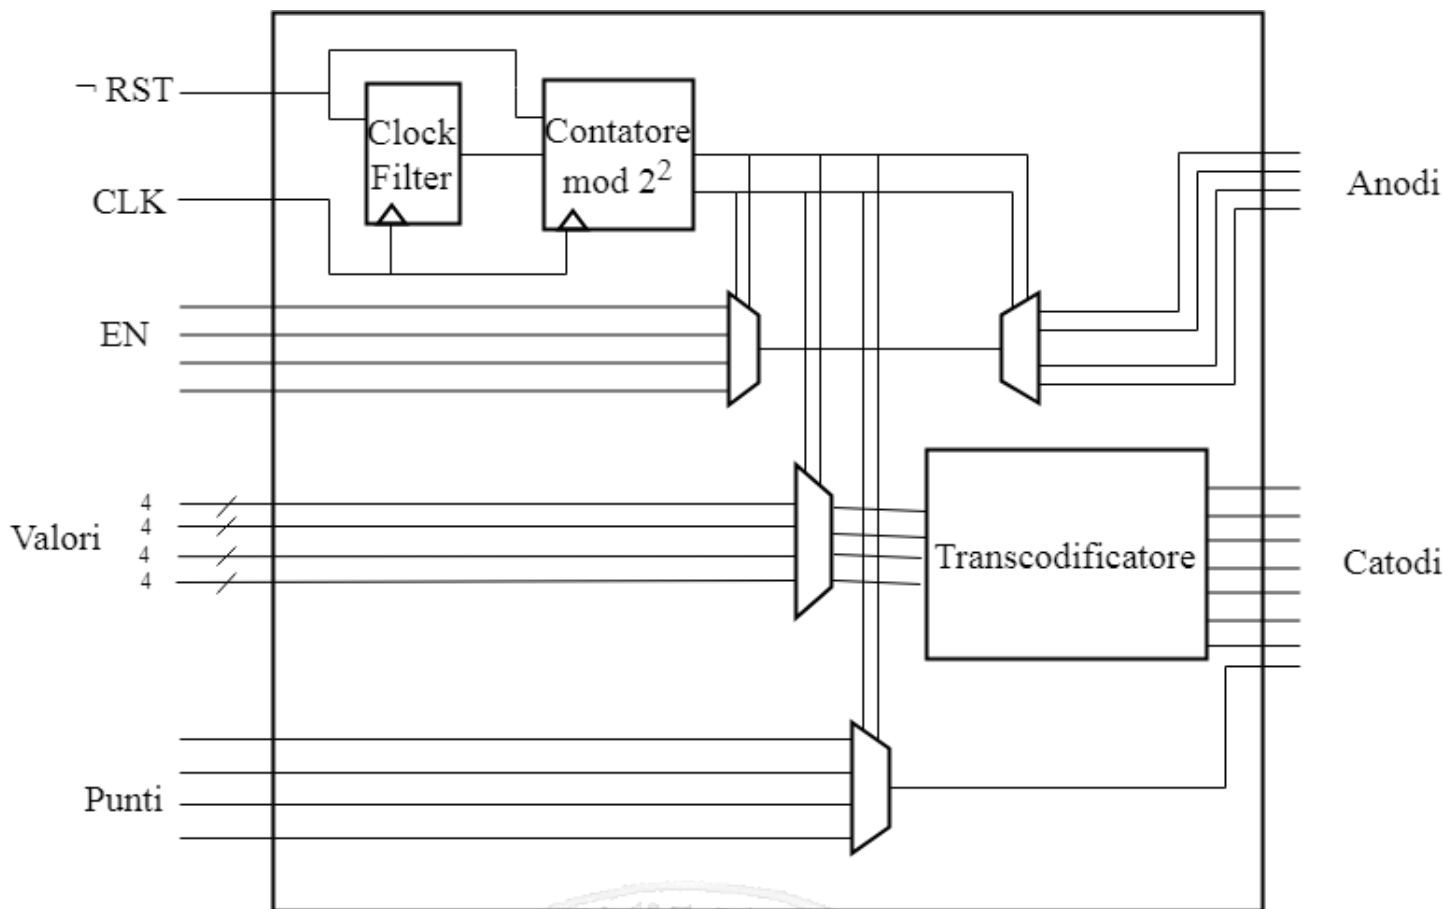 ¬ RST
CLK
EN
Valori
4
4
4
4
Punti
Clock
Filter
Contatore
mod 2²
Transcodificatore
Anodi
Catodi